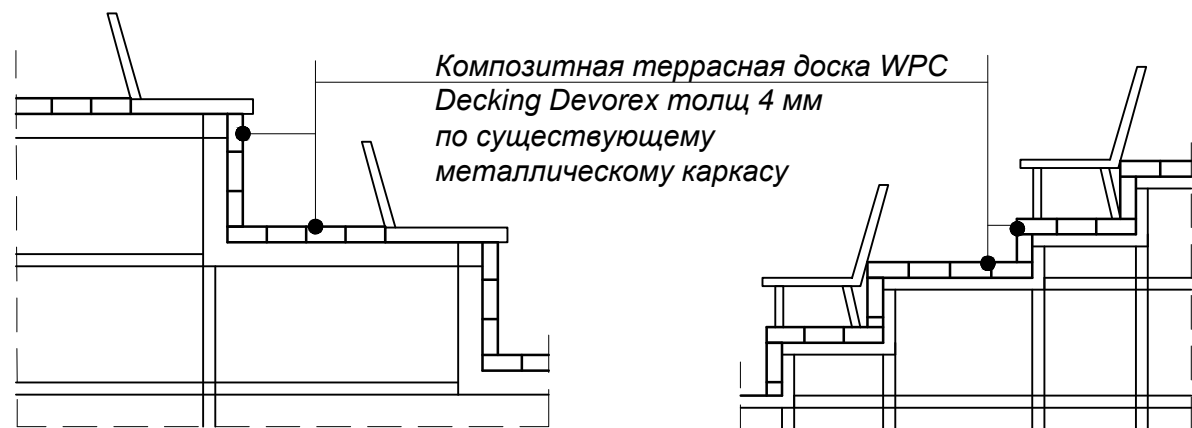 Композитная террасная доска WPC
Decking Devorex толщ 4 мм
по существующему
металлическому каркасу